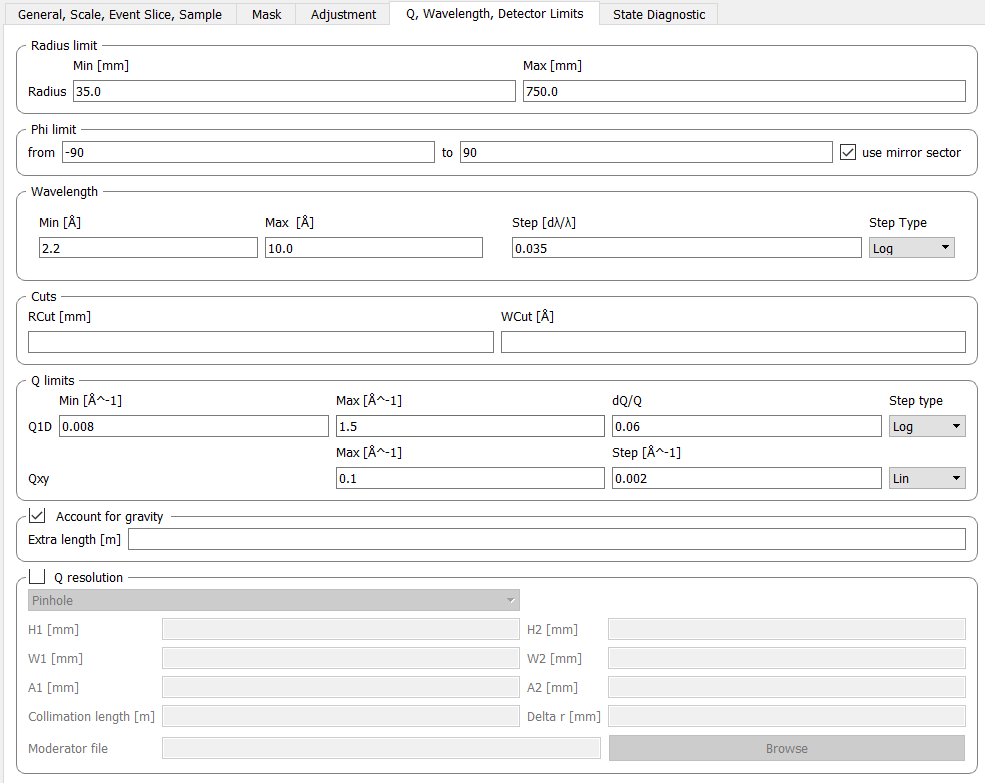 General, Scale, Event Slice, Sample Mask Adjustment Q, Wavelength, Detector Limits State Diagnostic
Radius limit
Min [mm] Max [mm]
Radius 35.0 750.0
Phi limit
from -90 to 90 use mirror sector
Wavelength
Min [Å] Max [Å] Step [dλ/λ] Step Type
2.2 10.0 0.035 Log
Cuts
RCut [mm] WCut [Å]
Q limits
Min [Å^-1] Max [Å^-1] dQ/Q Step type
Q1D 0.008 1.5 0.06 Log
Max [Å^-1] Step [Å^-1]
Qxy 0.1 0.002 Lin
Account for gravity
Extra length [m]
Q resolution
Pinhole
H1 [mm] H2 [mm]
W1 [mm] W2 [mm]
A1 [mm] A2 [mm]
Collimation length [m] Delta r [mm]
Moderator file Browse